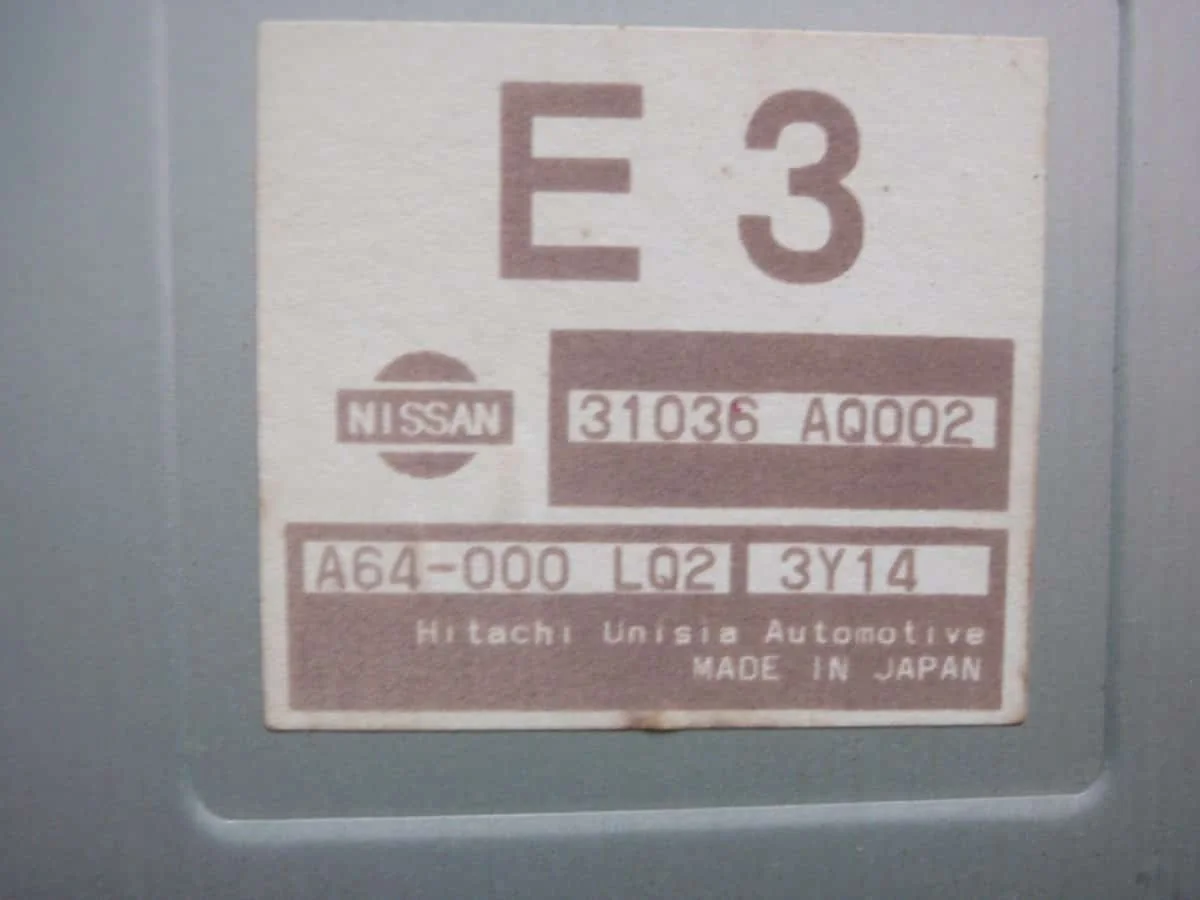 E 3
NISSAN
31036 AQ002
A64-000 LQ2 3Y14
Hitachi Unisia Automotive
MADE IN JAPAN